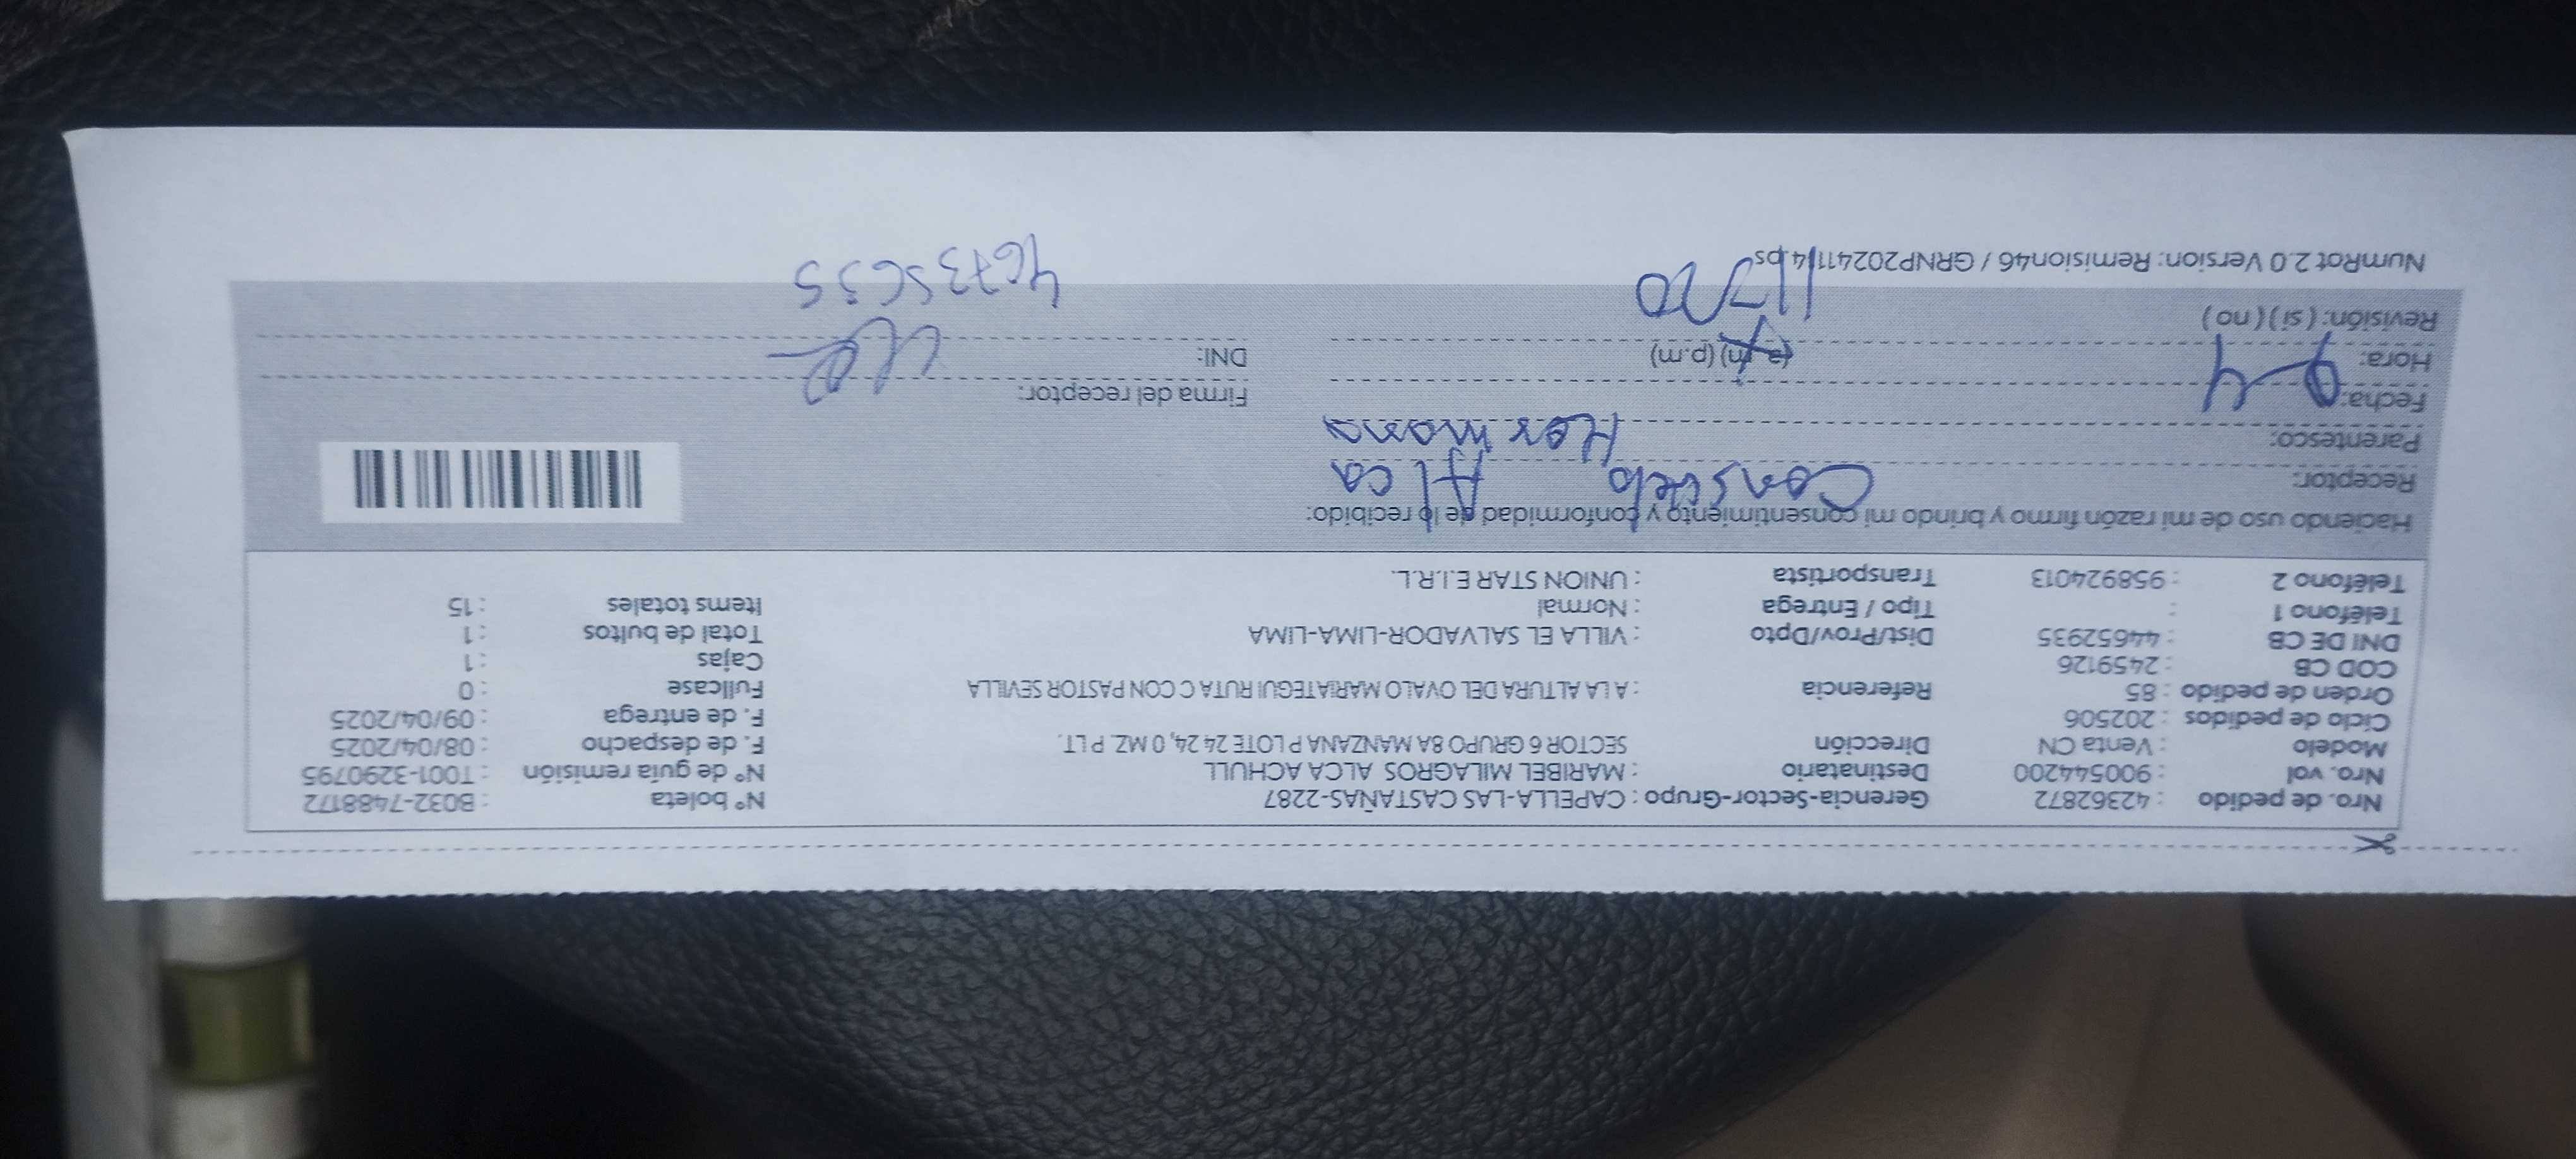 Nro. de pedido : 42362872 Gerencia-Sector-Grupo : CAPELLA-LAS CASTAÑAS-2287 N° boleta : B032-7488172
Nro. vol : 900544200 Destinatario : MARIBEL MILAGROS ALCA ACHULL N° de guía remisión : T001-3290795
Modelo : Venta CN Dirección SECTOR 6 GRUPO 8A MANZANA P LOTE 24 24, 0 MZ. P LT. F. de despacho : 08/04/2025
Ciclo de pedidos : 202506 F. de entrega : 09/04/2025
Orden de pedido : 85 Referencia : A LA ALTURA DEL OVALO MARIATEGUI RUTA C CON PASTOR SEVILLA Fullcase : 0
COD CB : 2459126 Cajas : 1
DNI DE CB : 44652935 Dist/Prov/Dpto : VILLA EL SALVADOR-LIMA-LIMA Total de bultos : 1
Teléfono 1 : Tipo / Entrega : Normal Items totales : 15
Teléfono 2 : 958924013 Transportista : UNION STAR E.I.R.L.
Haciendo uso de mi razón firmo y brindo mi consentimiento y conformidad de lo recibido:
Receptor: Consuelo Alca
Parentesco: Hermana
Fecha: 9-4 Firma del receptor:
Hora: (a.m) (p.m) DNI:
Revisión: ( si ) ( no ) 46735635
NumRot 2.0 Version: Remision46 / GRNP20241114.ps